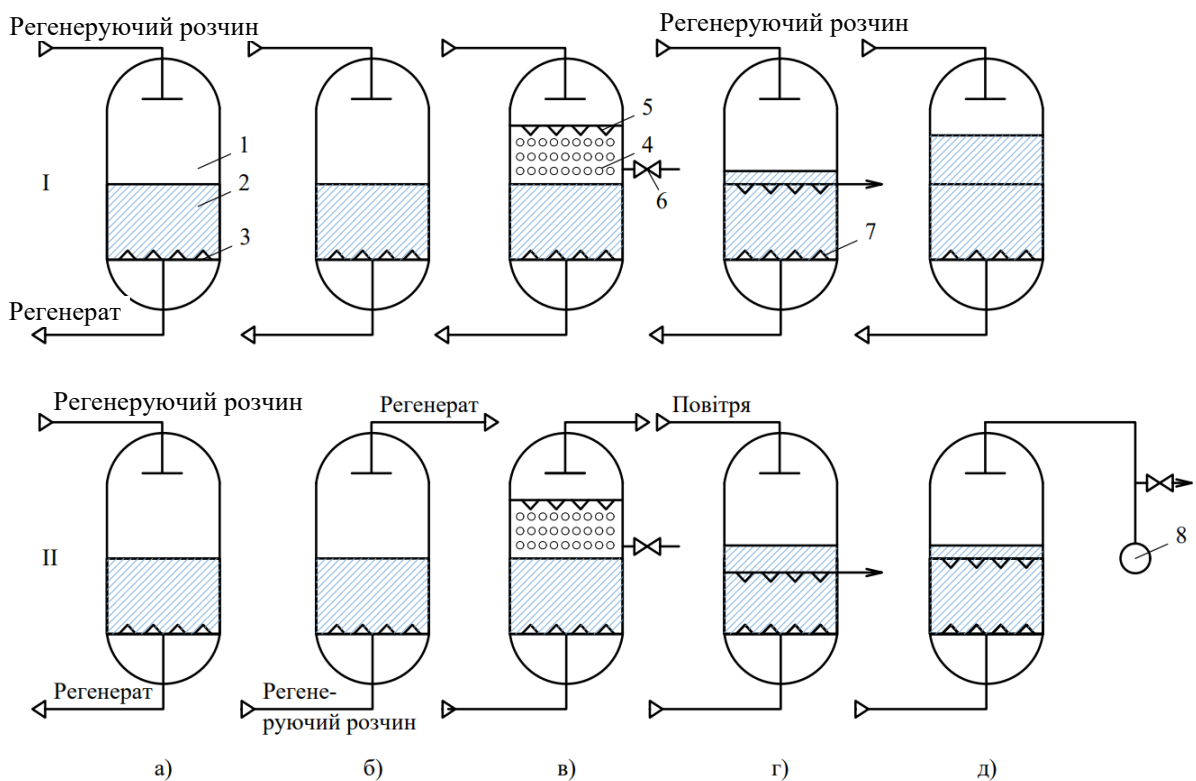 Регенеруючий розчин
Регенеруючий розчин
1
5
4
I
2
6
3
7
Регенерат
Регенеруючий розчин
Регенерат
Повітря
II
8
Регенерат
Регене-
руючий розчин
а)
б)
в)
г)
д)